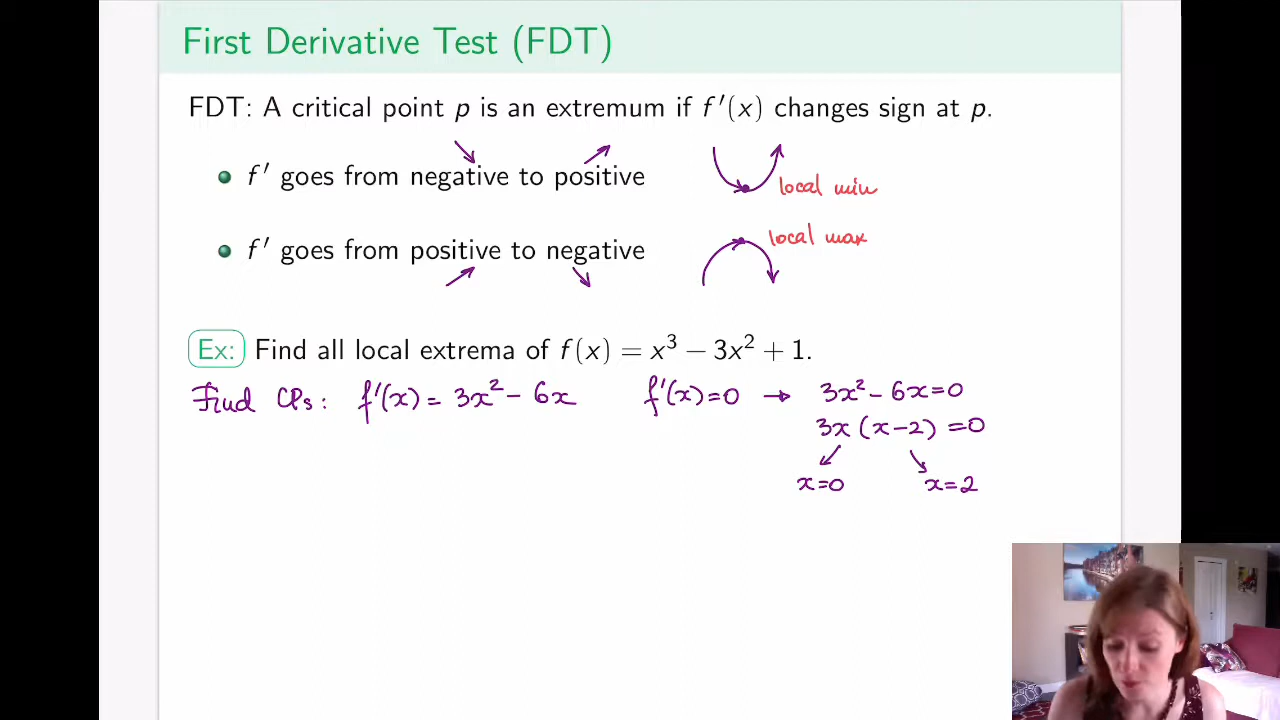 First Derivative Test (FDT)
FDT: A critical point p is an extremum if f′(x) changes sign at p.
f′ goes from negative to positive
local min
f′ goes from positive to negative
local max
Ex: Find all local extrema of f(x) = x³ − 3x² + 1.
Find CPs: f'(x) = 3x² − 6x f'(x)=0 → 3x² − 6x=0
3x (x−2) =0
x=0 x=2